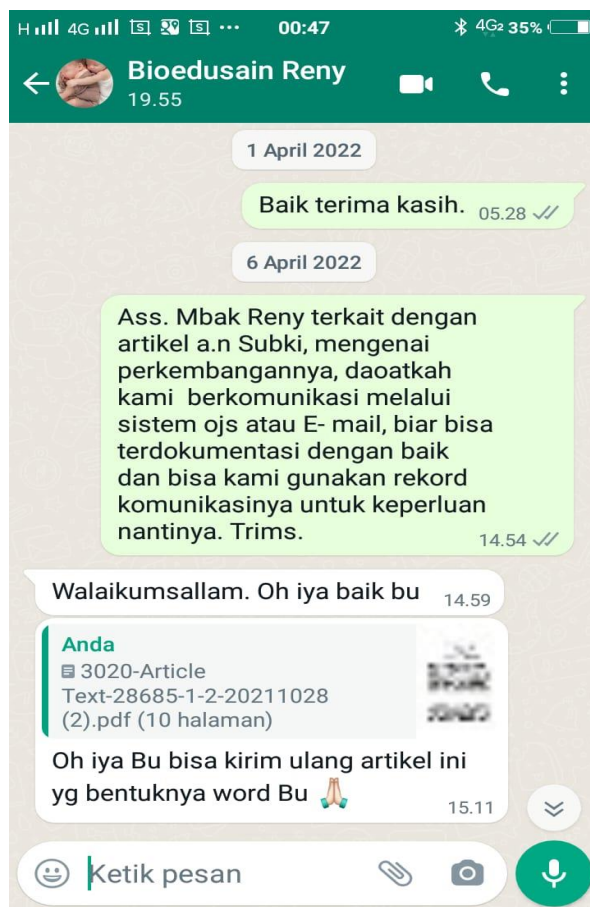 H 4G 00:47 4G2 35%
Bioedusain Reny
19.55
1 April 2022
Baik terima kasih. 05.28
6 April 2022
Ass. Mbak Reny terkait dengan
artikel a.n Subki, mengenai
perkembangannya, daoatkah
kami berkomunikasi melalui
sistem ojs atau E- mail, biar bisa
terdokumentasi dengan baik
dan bisa kami gunakan rekord
komunikasinya untuk keperluan
nantinya. Trims. 14.54
Walaikumsallam. Oh iya baik bu 14.59
Anda
3020-Article
Text-28685-1-2-20211028
(2).pdf (10 halaman)
Oh iya Bu bisa kirim ulang artikel ini
yg bentuknya word Bu 🙏🏻 15.11
Ketik pesan